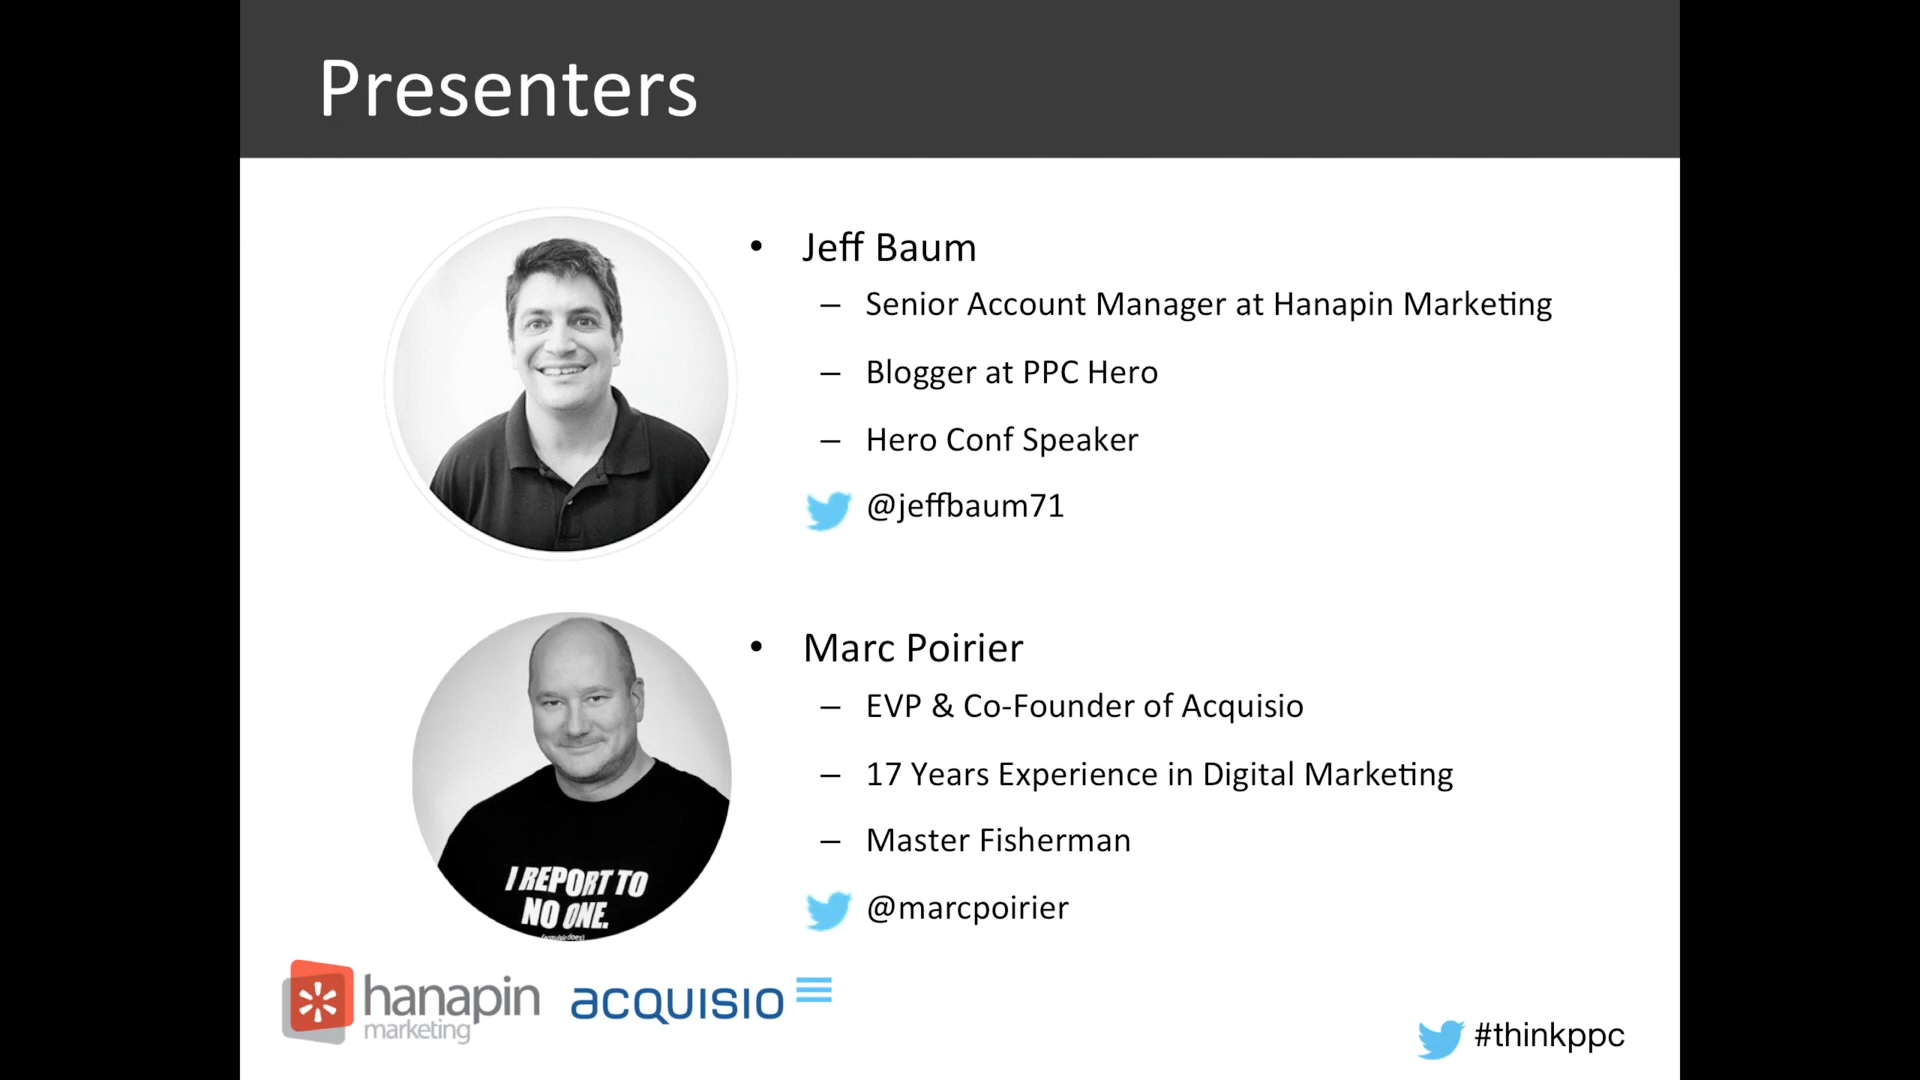 Presenters
• Jeff Baum
– Senior Account Manager at Hanapin Marketing
– Blogger at PPC Hero
– Hero Conf Speaker
@jeffbaum71
• Marc Poirier
– EVP & Co-Founder of Acquisio
– 17 Years Experience in Digital Marketing
– Master Fisherman
@marcpoirier
I REPORT TO
NO ONE.
hanapin
marketing
acquisio
#thinkppc